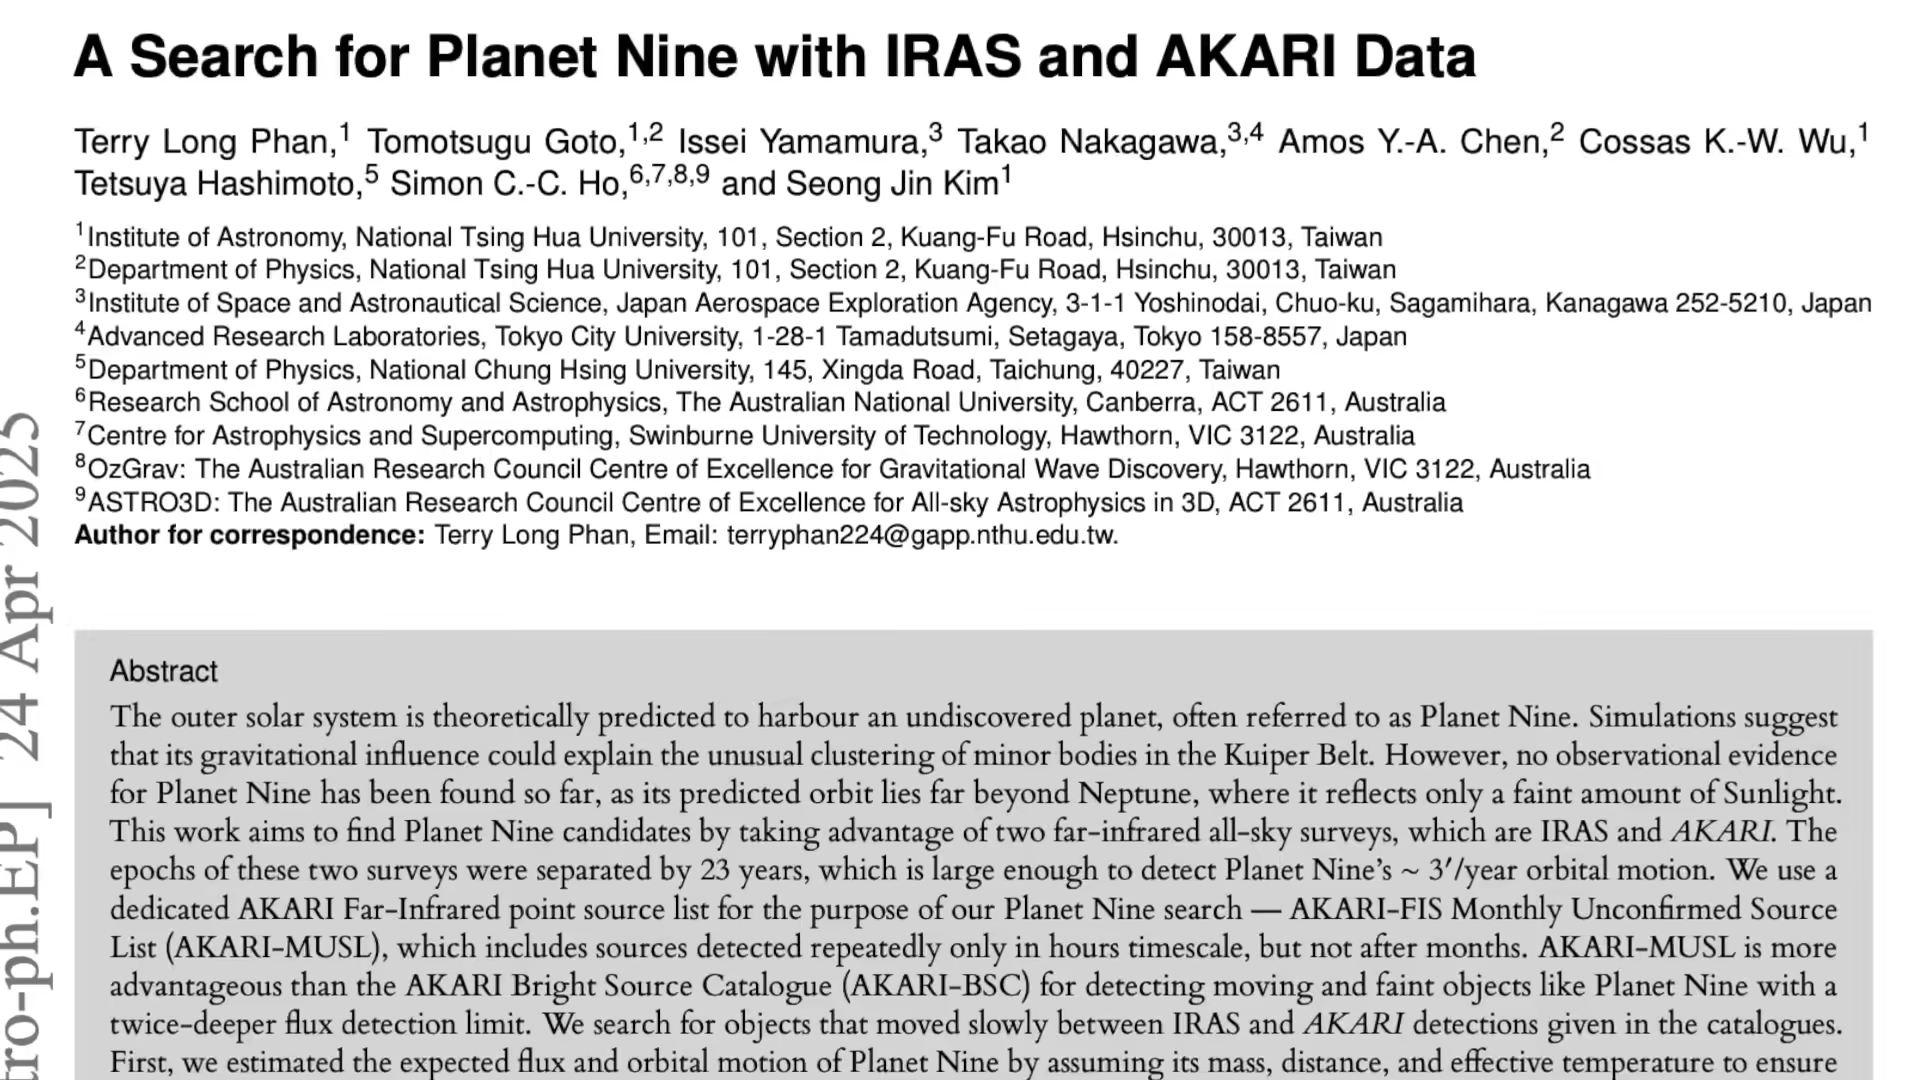 A Search for Planet Nine with IRAS and AKARI Data
Terry Long Phan,1 Tomotsugu Goto,1,2 Issei Yamamura,3 Takao Nakagawa,3,4 Amos Y.-A. Chen,2 Cossas K.-W. Wu,1
Tetsuya Hashimoto,5 Simon C.-C. Ho,6,7,8,9 and Seong Jin Kim1
1Institute of Astronomy, National Tsing Hua University, 101, Section 2, Kuang-Fu Road, Hsinchu, 30013, Taiwan
2Department of Physics, National Tsing Hua University, 101, Section 2, Kuang-Fu Road, Hsinchu, 30013, Taiwan
3Institute of Space and Astronautical Science, Japan Aerospace Exploration Agency, 3-1-1 Yoshinodai, Chuo-ku, Sagamihara, Kanagawa 252-5210, Japan
4Advanced Research Laboratories, Tokyo City University, 1-28-1 Tamadutsumi, Setagaya, Tokyo 158-8557, Japan
5Department of Physics, National Chung Hsing University, 145, Xingda Road, Taichung, 40227, Taiwan
6Research School of Astronomy and Astrophysics, The Australian National University, Canberra, ACT 2611, Australia
7Centre for Astrophysics and Supercomputing, Swinburne University of Technology, Hawthorn, VIC 3122, Australia
8OzGrav: The Australian Research Council Centre of Excellence for Gravitational Wave Discovery, Hawthorn, VIC 3122, Australia
9ASTRO3D: The Australian Research Council Centre of Excellence for All-sky Astrophysics in 3D, ACT 2611, Australia
Author for correspondence: Terry Long Phan, Email: terryphan224@gapp.nthu.edu.tw.
Abstract
The outer solar system is theoretically predicted to harbour an undiscovered planet, often referred to as Planet Nine. Simulations suggest
that its gravitational influence could explain the unusual clustering of minor bodies in the Kuiper Belt. However, no observational evidence
for Planet Nine has been found so far, as its predicted orbit lies far beyond Neptune, where it reflects only a faint amount of Sunlight.
This work aims to find Planet Nine candidates by taking advantage of two far-infrared all-sky surveys, which are IRAS and AKARI. The
epochs of these two surveys were separated by 23 years, which is large enough to detect Planet Nine's ~ 3′/year orbital motion. We use a
dedicated AKARI Far-Infrared point source list for the purpose of our Planet Nine search — AKARI-FIS Monthly Unconfirmed Source
List (AKARI-MUSL), which includes sources detected repeatedly only in hours timescale, but not after months. AKARI-MUSL is more
advantageous than the AKARI Bright Source Catalogue (AKARI-BSC) for detecting moving and faint objects like Planet Nine with a
twice-deeper flux detection limit. We search for objects that moved slowly between IRAS and AKARI detections given in the catalogues.
First, we estimated the expected flux and orbital motion of Planet Nine by assuming its mass, distance, and effective temperature to ensure
tro-ph.EP] 24 Apr 2025